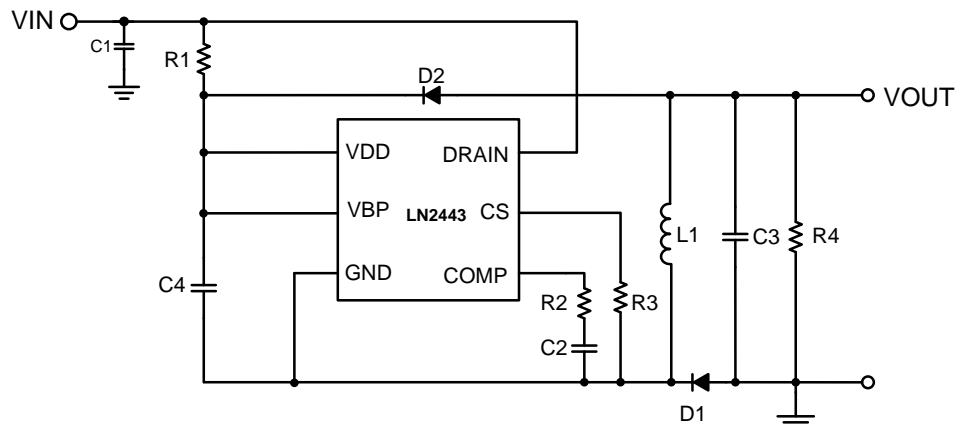 VIN
C1
R1
D2
VOUT
VDD
DRAIN
VBP
LN2443
CS
L1
C3
R4
GND
COMP
C4
R2
R3
C2
D1